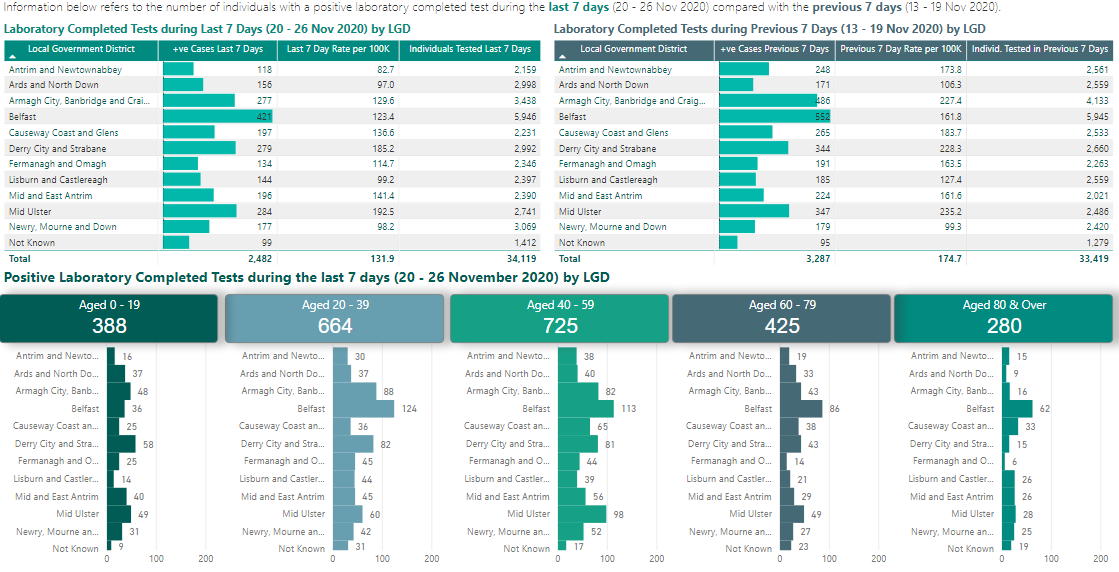 Information below refers to the number of individuals with a positive laboratory completed test during the last 7 days (20 - 26 Nov 2020) compared with the previous 7 days (13 - 19 Nov 2020).
Laboratory Completed Tests during Last 7 Days (20 - 26 Nov 2020) by LGD
Local Government District +ve Cases Last 7 Days Last 7 Day Rate per 100K Individuals Tested Last 7 Days
Antrim and Newtownabbey 118 82.7 2,159
Ards and North Down 156 97.0 2,998
Armagh City, Banbridge and Crai... 277 129.6 3,438
Belfast 421 123.4 5,946
Causeway Coast and Glens 197 136.6 2,231
Derry City and Strabane 279 185.2 2,992
Fermanagh and Omagh 134 114.7 2,346
Lisburn and Castlereagh 144 99.2 2,397
Mid and East Antrim 196 141.4 2,390
Mid Ulster 284 192.5 2,741
Newry, Mourne and Down 177 98.2 3,069
Not Known 99 1,412
Total 2,482 131.9 34,119
Laboratory Completed Tests during Previous 7 Days (13 - 19 Nov 2020) by LGD
Local Government District +ve Cases Previous 7 Days Previous 7 Day Rate per 100K Individ. Tested in Previous 7 Days
Antrim and Newtownabbey 248 173.8 2,561
Ards and North Down 171 106.3 2,559
Armagh City, Banbridge and Craig... 486 227.4 4,133
Belfast 552 161.8 5,945
Causeway Coast and Glens 265 183.7 2,533
Derry City and Strabane 344 228.3 2,660
Fermanagh and Omagh 191 163.5 2,263
Lisburn and Castlereagh 185 127.4 2,559
Mid and East Antrim 224 161.6 2,021
Mid Ulster 347 235.2 2,486
Newry, Mourne and Down 179 99.3 2,420
Not Known 95 1,279
Total 3,287 174.7 33,419
Positive Laboratory Completed Tests during the last 7 days (20 - 26 November 2020) by LGD
Aged 0 - 19
388
Antrim and Newto... 16
Ards and North Do... 37
Armagh City, Banb... 48
Belfast 36
Causeway Coast an... 25
Derry City and Stra... 58
Fermanagh and O... 25
Lisburn and Castler... 14
Mid and East Antrim 40
Mid Ulster 49
Newry, Mourne an... 31
Not Known 9
0 100 200
Aged 20 - 39
664
Antrim and Newto... 30
Ards and North Do... 37
Armagh City, Banb... 88
Belfast 124
Causeway Coast an... 36
Derry City and Stra... 82
Fermanagh and O... 45
Lisburn and Castler... 44
Mid and East Antrim 45
Mid Ulster 60
Newry, Mourne an... 42
Not Known 31
0 100 200
Aged 40 - 59
725
Antrim and Newto... 38
Ards and North Do... 40
Armagh City, Banb... 82
Belfast 113
Causeway Coast an... 65
Derry City and Stra... 81
Fermanagh and O... 44
Lisburn and Castler... 39
Mid and East Antrim 56
Mid Ulster 98
Newry, Mourne an... 52
Not Known 17
0 100 200
Aged 60 - 79
425
Antrim and Newto... 19
Ards and North Do... 33
Armagh City, Banb... 43
Belfast 86
Causeway Coast an... 38
Derry City and Stra... 43
Fermanagh and O... 14
Lisburn and Castler... 21
Mid and East Antrim 29
Mid Ulster 49
Newry, Mourne an... 27
Not Known 23
0 100 200
Aged 80 & Over
280
Antrim and Newto... 15
Ards and North Do... 9
Armagh City, Banb... 16
Belfast 62
Causeway Coast an... 33
Derry City and Stra... 15
Fermanagh and O... 6
Lisburn and Castler... 26
Mid and East Antrim 26
Mid Ulster 28
Newry, Mourne an... 25
Not Known 19
0 100 200